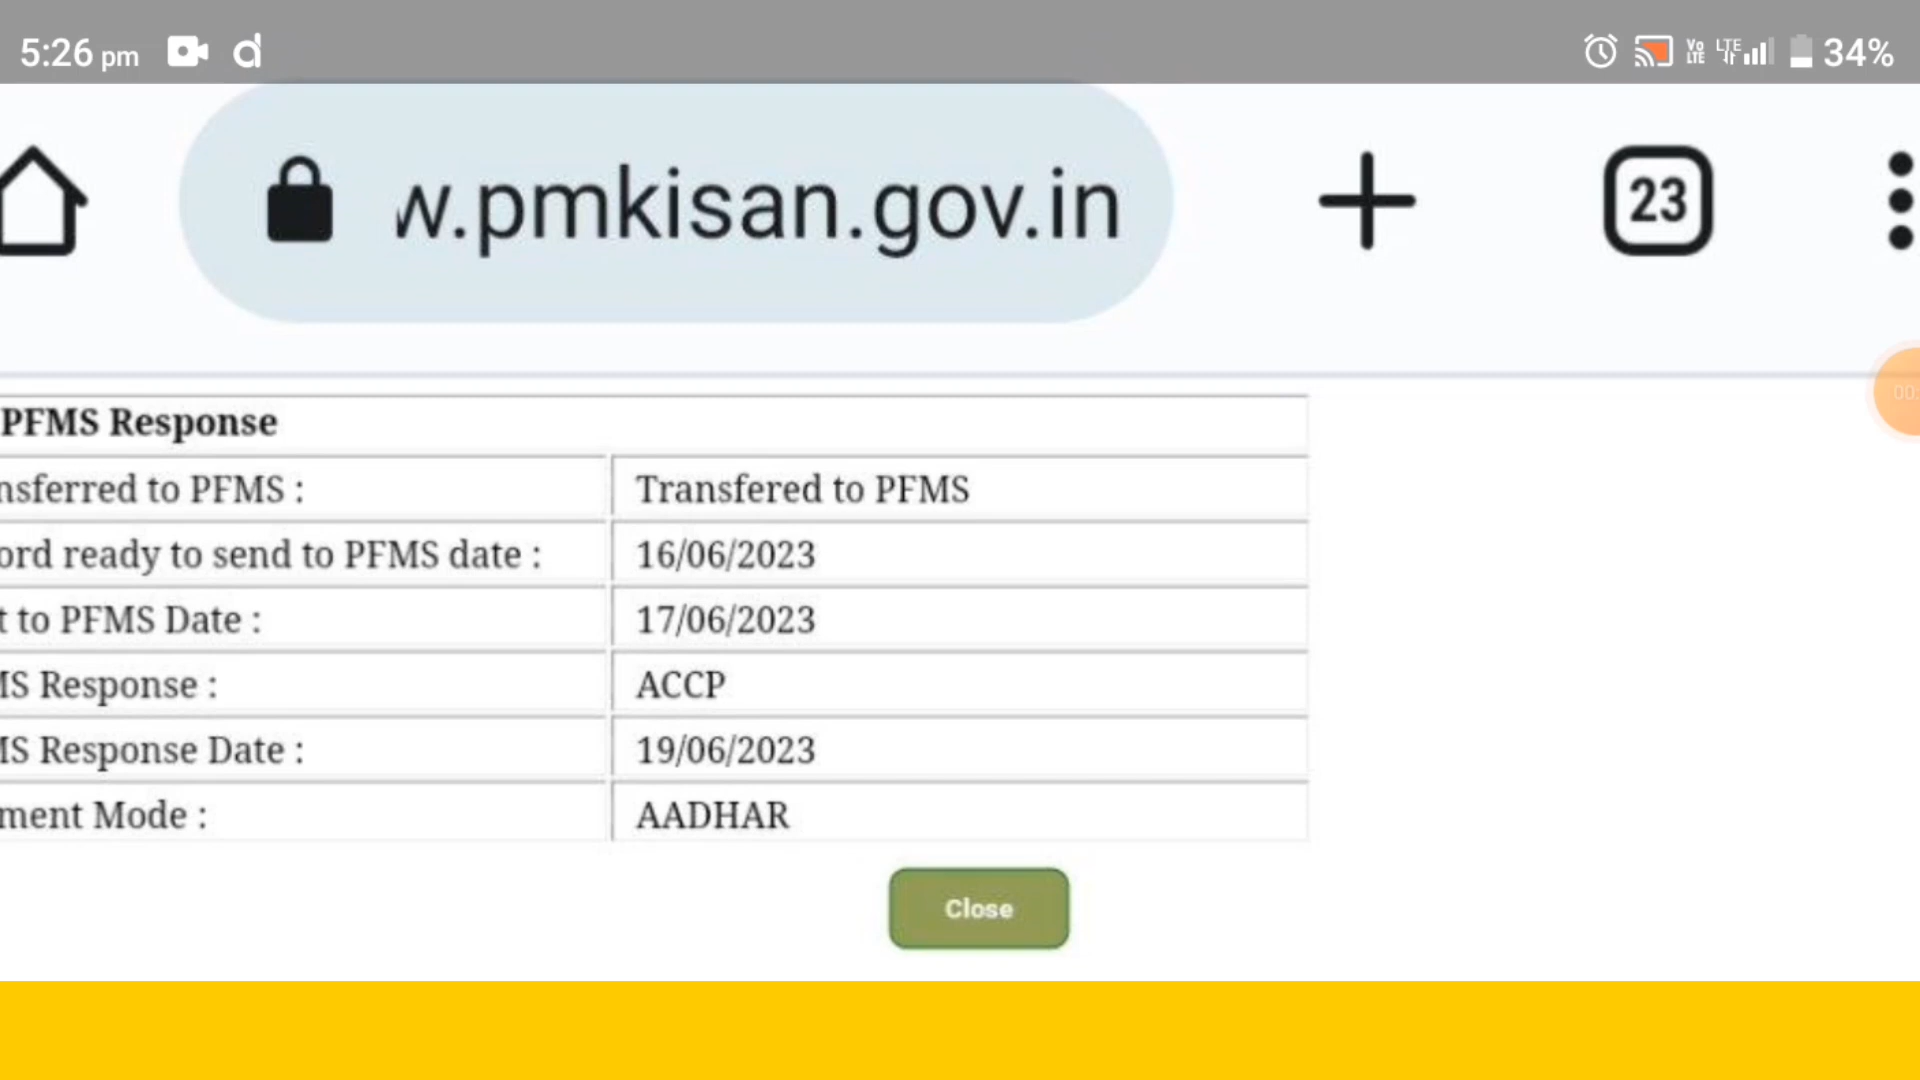 5:26 pm
34%
w.pmkisan.gov.in
23
PFMS Response
nsferred to PFMS : Transfered to PFMS
ord ready to send to PFMS date : 16/06/2023
t to PFMS Date : 17/06/2023
MS Response : ACCP
MS Response Date : 19/06/2023
ment Mode : AADHAR
Close